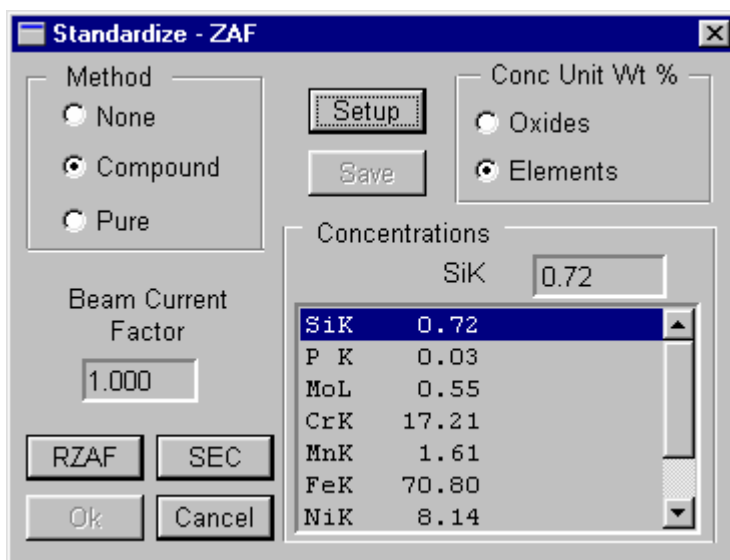 Standardize - ZAF
Method
None
Compound
Pure
Setup
Save
Conc Unit Wt %
Oxides
Elements
Beam Current
Factor
1.000
RZAF
SEC
Ok
Cancel
Concentrations
SiK 0.72
SiK 0.72
P K 0.03
MoL 0.55
CrK 17.21
MnK 1.61
FeK 70.80
NiK 8.14